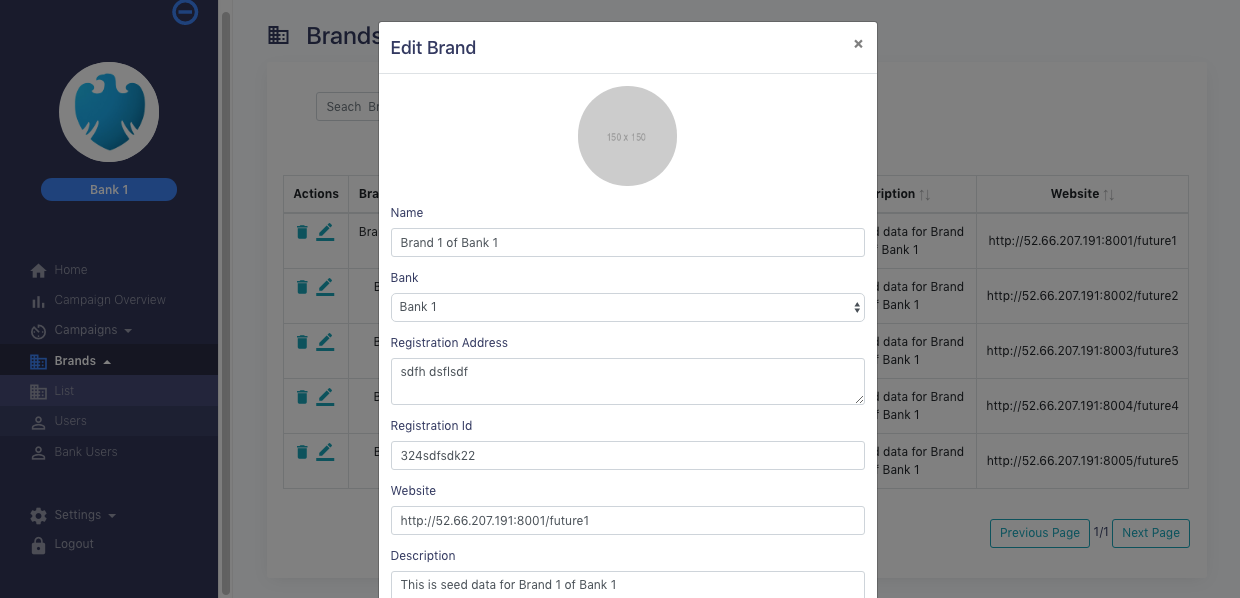 Bank 1
Home
Campaign Overview
Campaigns
Brands
List
Users
Bank Users
Settings
Logout
Brands
Seach
Actions
Website
http://52.66.207.191:8001/future1
data for Brand
Bank 1
http://52.66.207.191:8002/future2
data for Brand
Bank 1
http://52.66.207.191:8003/future3
data for Brand
Bank 1
http://52.66.207.191:8004/future4
data for Brand
Bank 1
http://52.66.207.191:8005/future5
data for Brand
Bank 1
Previous Page 1/1 Next Page
Edit Brand
×
150 x 150
Name
Brand 1 of Bank 1
Bank
Bank 1
Registration Address
sdfh dsflsdf
Registration Id
324sdfsdk22
Website
http://52.66.207.191:8001/future1
Description
This is seed data for Brand 1 of Bank 1